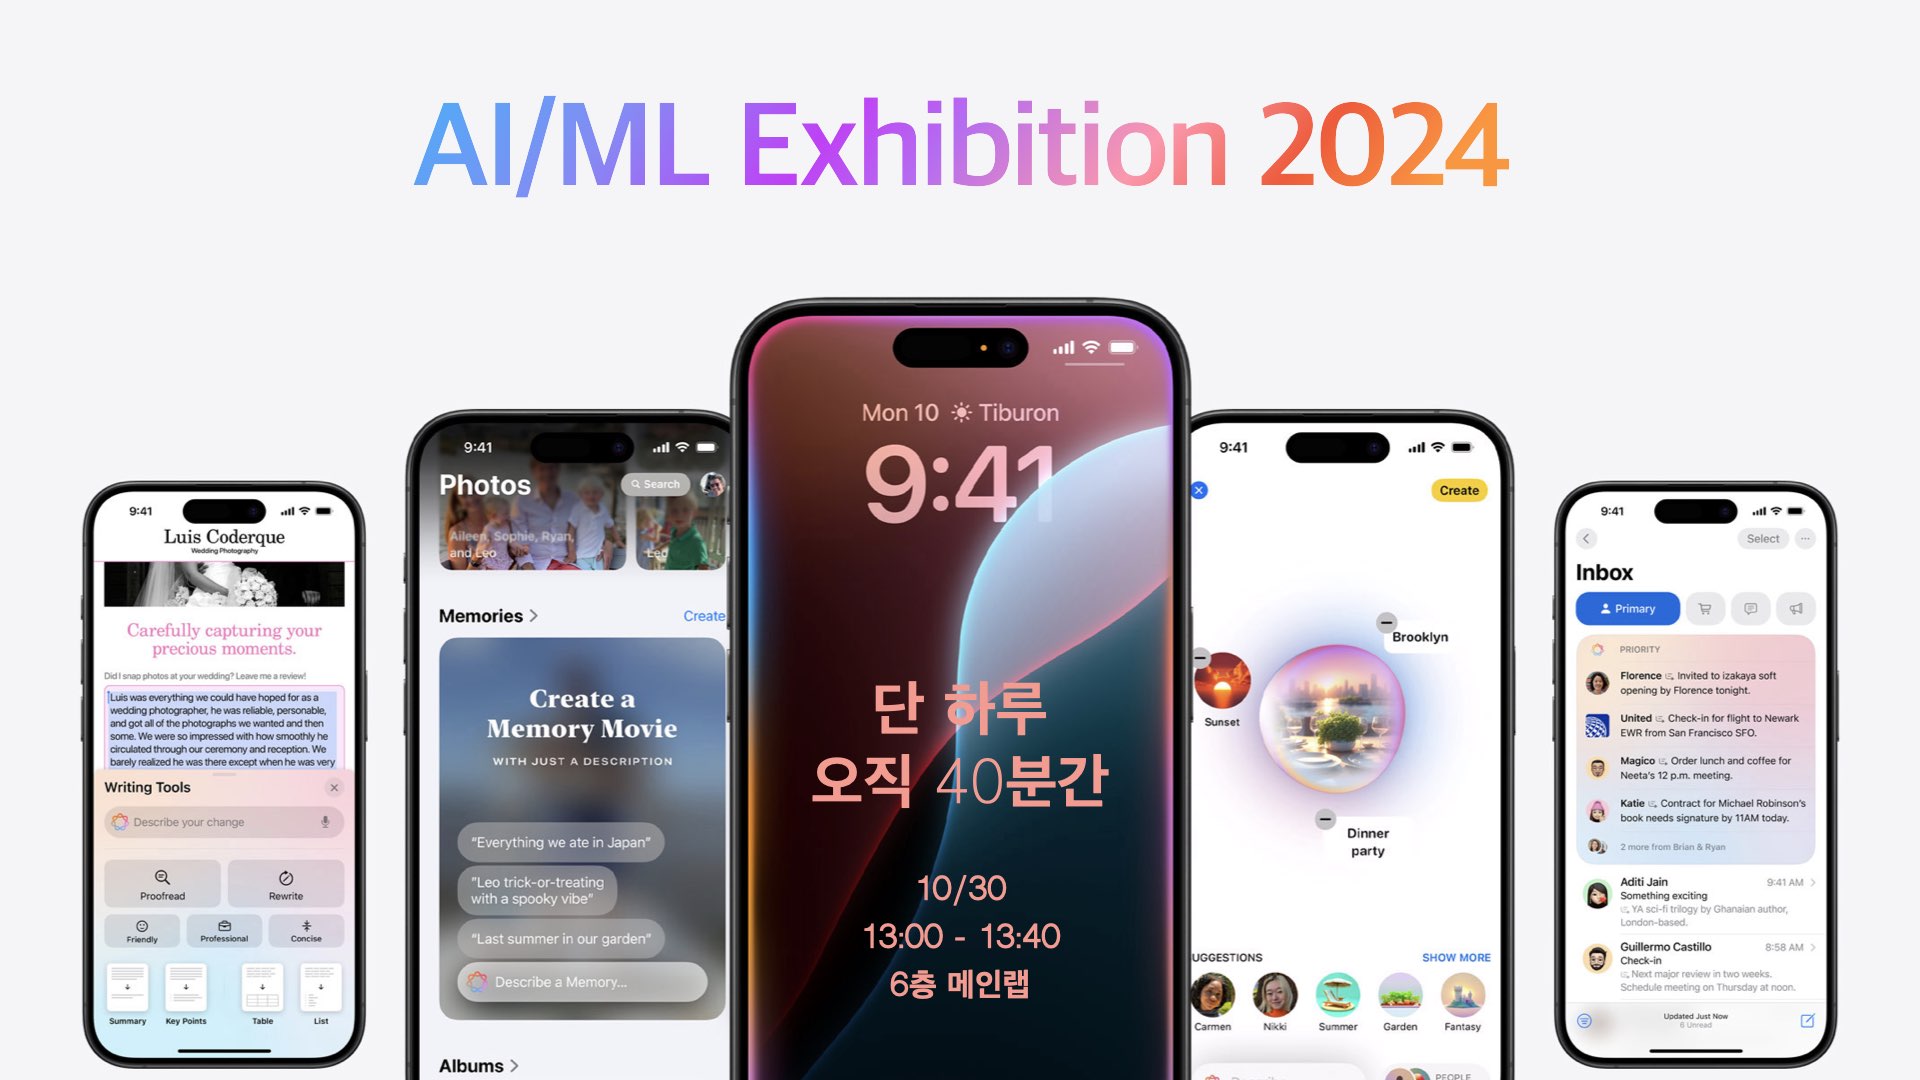 AI/ML Exhibition 2024
9:41
Luis Coderque
Wedding Photography
Carefully capturing your
precious moments.
Did I snap photos at your wedding? Leave me a review!
Luis was everything we could have hoped for as a
wedding photographer, he was reliable, personable,
and got all of the photographs we wanted and then
some. We were so impressed with how smoothly he
circulated through our ceremony and reception. We
barely realized he was there except when he was very
Writing Tools
Describe your change
Proofread
Rewrite
Friendly
Professional
Concise
Summary
Key Points
Table
List
9:41
Photos
Search
Aileen, Sophie, Ryan,
and Leo
Leo
Memories
Create
Create a
Memory Movie
WITH JUST A DESCRIPTION
"Everything we ate in Japan"
"Leo trick-or-treating
with a spooky vibe"
"Last summer in our garden"
Describe a Memory...
Albums
Mon 10 Tiburon
9:41
단 하루
오직 40분간
10/30
13:00 - 13:40
6층 메인랩
9:41
Create
Brooklyn
Sunset
Dinner
party
UGGESTIONS
SHOW MORE
Carmen
Nikki
Summer
Garden
Fantasy
PEOPLE
9:41
Select
Inbox
Primary
PRIORITY
Florence Invited to izakaya soft
opening by Florence tonight.
United Check-in for flight to Newark
EWR from San Francisco SFO.
Magico Order lunch and coffee for
Neeta's 12 p.m. meeting.
Katie Contract for Michael Robinson's
book needs signature by 11AM today.
2 more from Brian & Ryan
Aditi Jain 9:41 AM
Something exciting
YA sci-fi trilogy by Ghanaian author,
London-based.
Guillermo Castillo 8:58 AM
Check-in
Next major review in two weeks.
Schedule meeting on Thursday at noon.
Updated Just Now
6 Unread